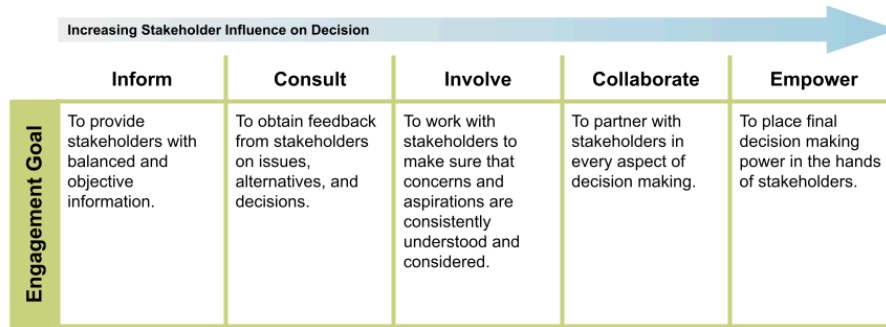 Increasing Stakeholder Influence on Decision
Inform
Consult
Involve
Collaborate
Empower
Engagement Goal
To provide
stakeholders with
balanced and
objective
information.
To obtain feedback
from stakeholders
on issues,
alternatives, and
decisions.
To work with
stakeholders to
make sure that
concerns and
aspirations are
consistently
understood and
considered.
To partner with
stakeholders in
every aspect of
decision making.
To place final
decision making
power in the hands
of stakeholders.